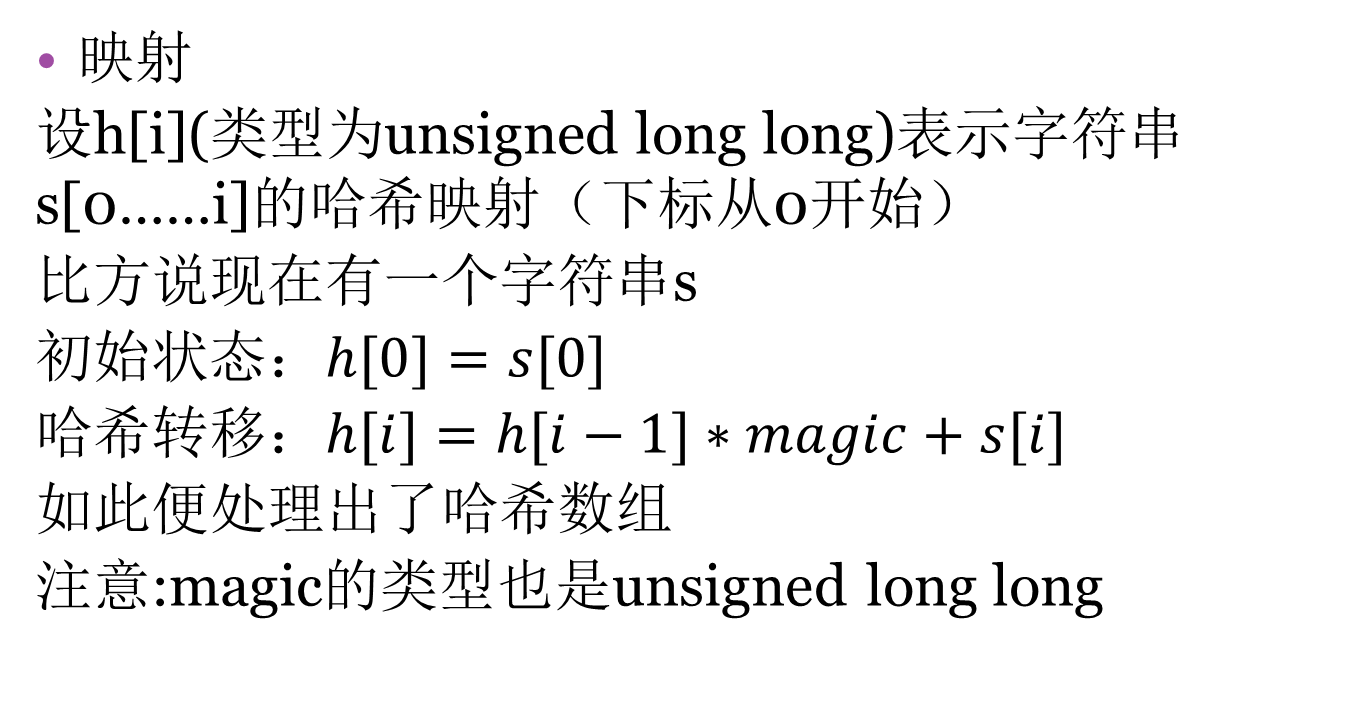 • 映射
设h[i](类型为unsigned long long)表示字符串
s[0……i]的哈希映射（下标从0开始）
比方说现在有一个字符串s
初始状态：h[0] = s[0]
哈希转移：h[i] = h[i − 1] ∗ magic + s[i]
如此便处理出了哈希数组
注意:magic的类型也是unsigned long long